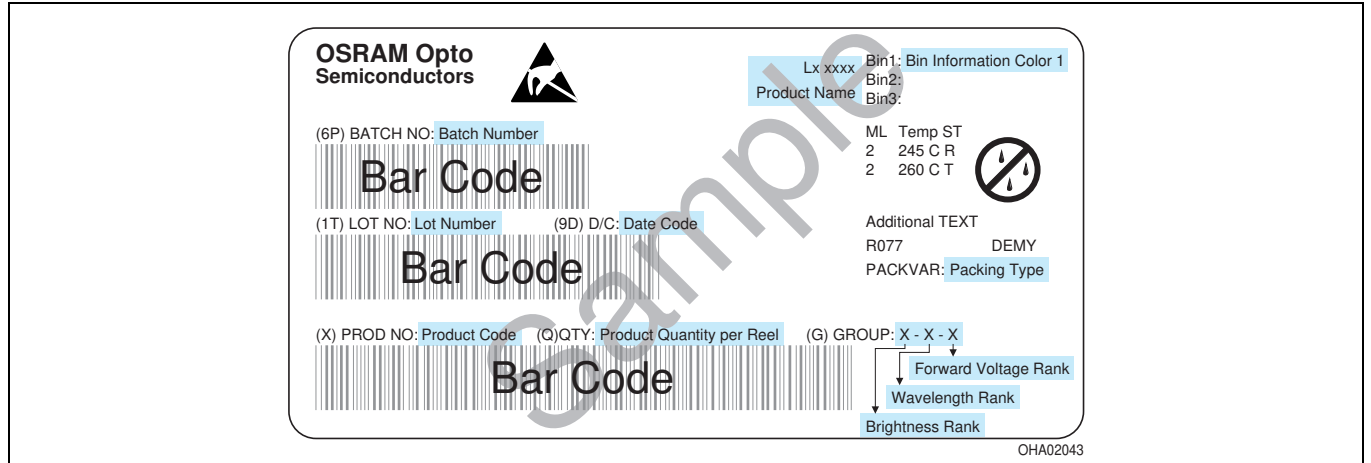 OSRAM Opto
Semiconductors
Lx xxxx
Product Name
Bin1: Bin Information Color 1
Bin2:
Bin3:
(6P) BATCH NO: Batch Number
Bar Code
ML Temp ST
2 245 C R
2 260 C T
(1T) LOT NO: Lot Number (9D) D/C: Date Code
Bar Code
Additional TEXT
R077 DEMY
PACKVAR: Packing Type
(X) PROD NO: Product Code (Q)QTY: Product Quantity per Reel (G) GROUP: X - X - X
Bar Code
Forward Voltage Rank
Wavelength Rank
Brightness Rank
Sample
OHA02043